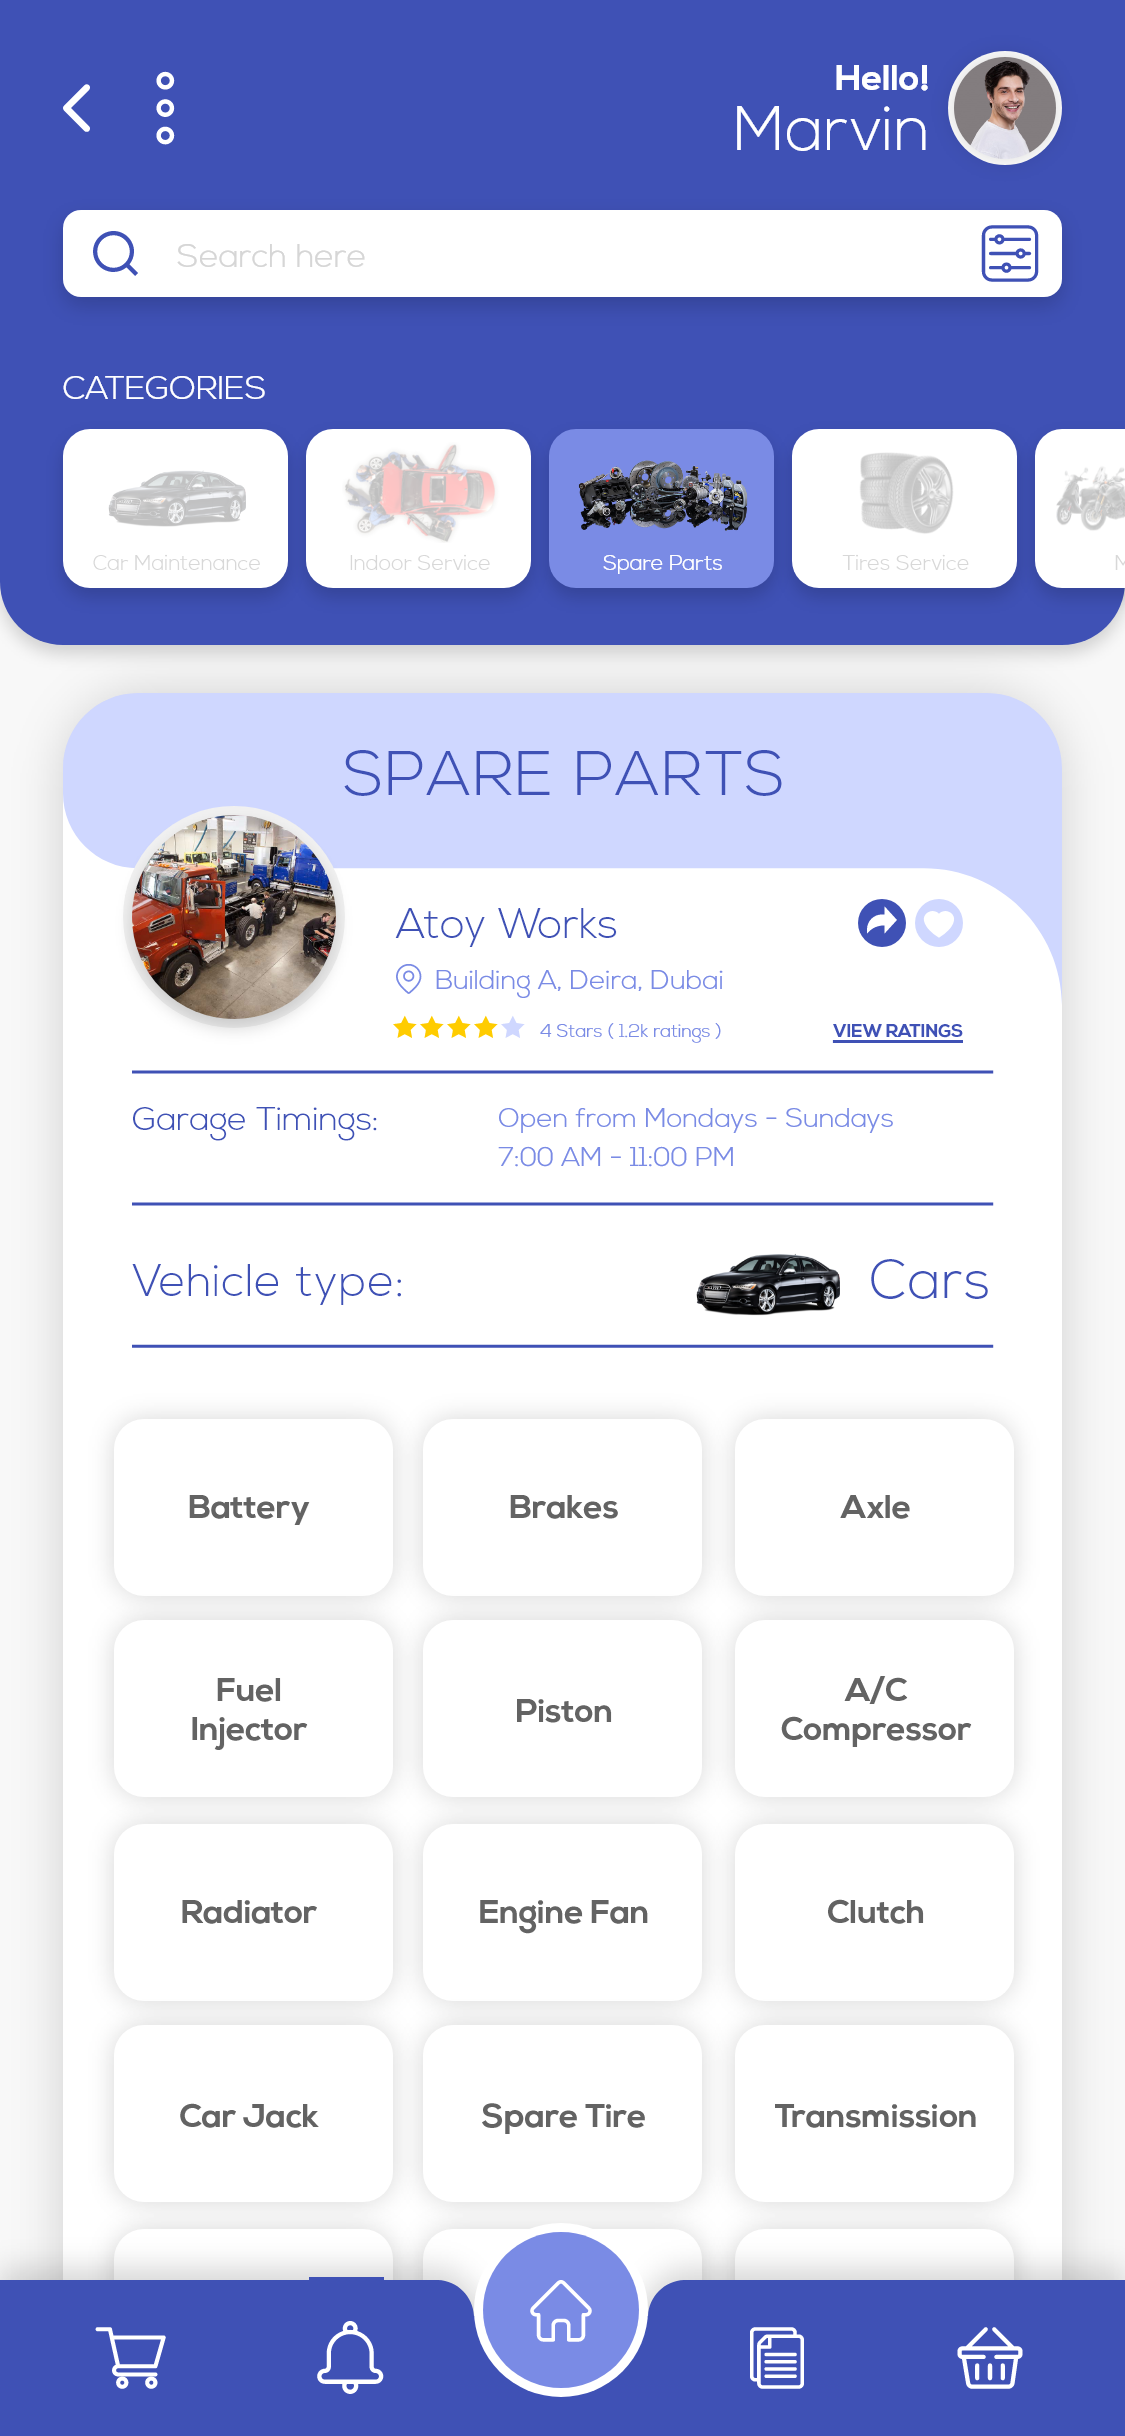 Hello!
Marvin
Search here
CATEGORIES
Car Maintenance
Indoor Service
Spare Parts
Tires Service
M
SPARE PARTS
Atoy Works
Building A, Deira, Dubai
4 Stars ( 1.2k ratings )
VIEW RATINGS
Garage Timings:
Open from Mondays - Sundays
7:00 AM - 11:00 PM
Vehicle type:
Cars
Battery
Brakes
Axle
Fuel
Injector
Piston
A/C
Compressor
Radiator
Engine Fan
Clutch
Car Jack
Spare Tire
Transmission